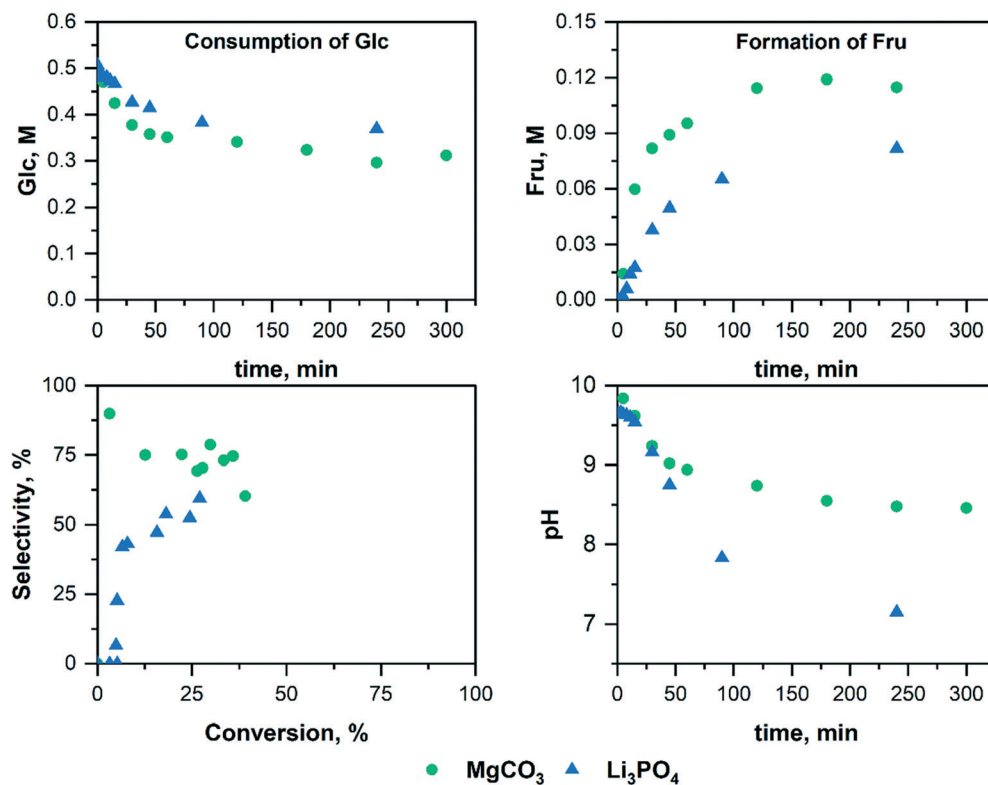 Consumption of Glc
Glc, M
0.6
0.5
0.4
0.3
0.2
0.1
0.0
0 50 100 150 200 250 300
time, min
Formation of Fru
Fru, M
0.15
0.12
0.09
0.06
0.03
0.00
0 50 100 150 200 250 300
time, min
Selectivity, %
100
75
50
25
0
0 25 50 75 100
Conversion, %
pH
10
9
8
7
0 50 100 150 200 250 300
time, min
MgCO₃ Li₃PO₄